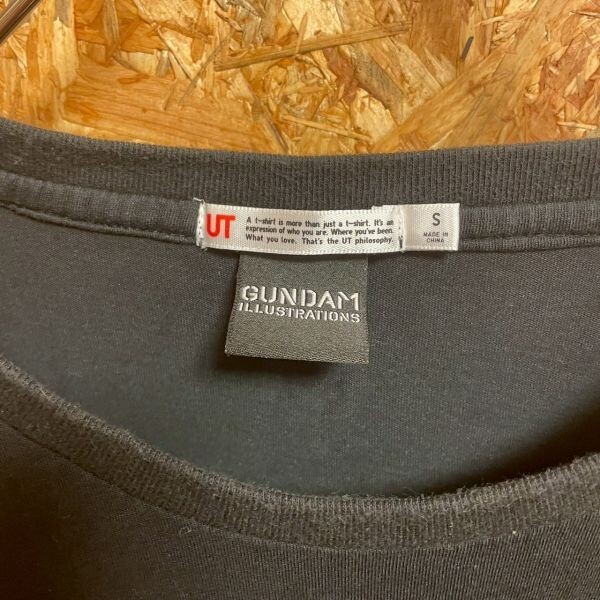 UT
A t-shirt is more than just a t-shirt. It's an
expression of who you are. Where you've been.
What you love. That's the UT philosophy.
S
MADE IN
CHINA
GUNDAM
ILLUSTRATIONS